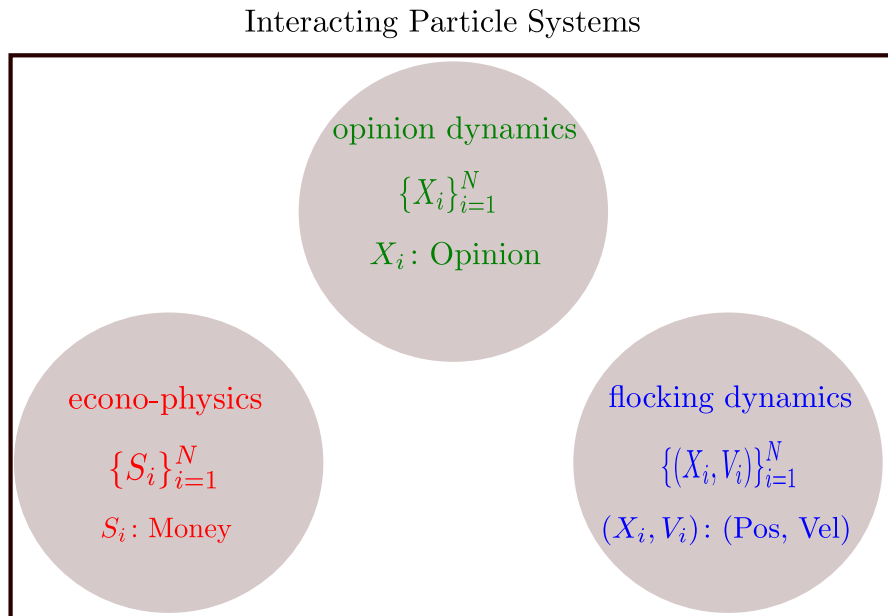 Interacting Particle Systems
opinion dynamics
{X_i}_{i=1}^N
X_i: Opinion
econo-physics
{S_i}_{i=1}^N
S_i: Money
flocking dynamics
{(X_i, V_i)}_{i=1}^N
(X_i, V_i): (Pos, Vel)